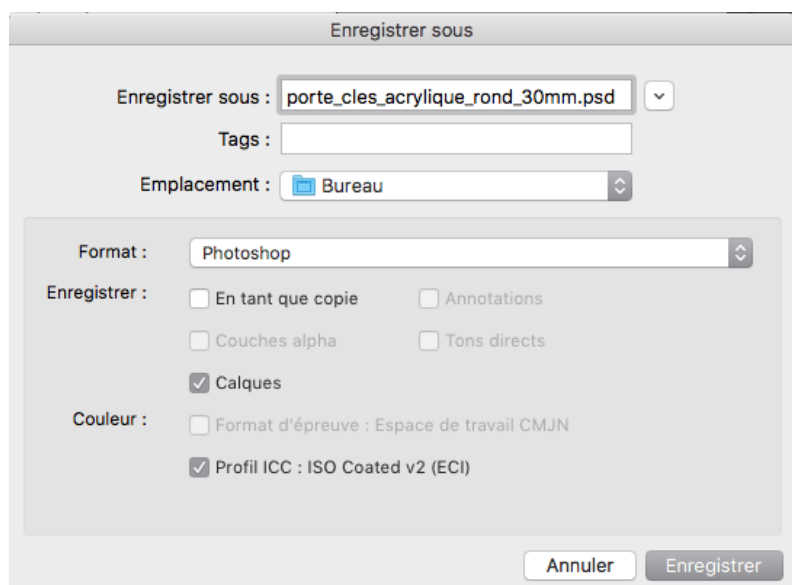 Enregistrer sous
Enregistrer sous : porte_cles_acrylique_rond_30mm.psd
Tags :
Emplacement : Bureau
Format : Photoshop
Enregistrer : En tant que copie Annotations
Couches alpha Tons directs
Calques
Couleur : Format d'épreuve : Espace de travail CMJN
Profil ICC : ISO Coated v2 (ECI)
Annuler Enregistrer